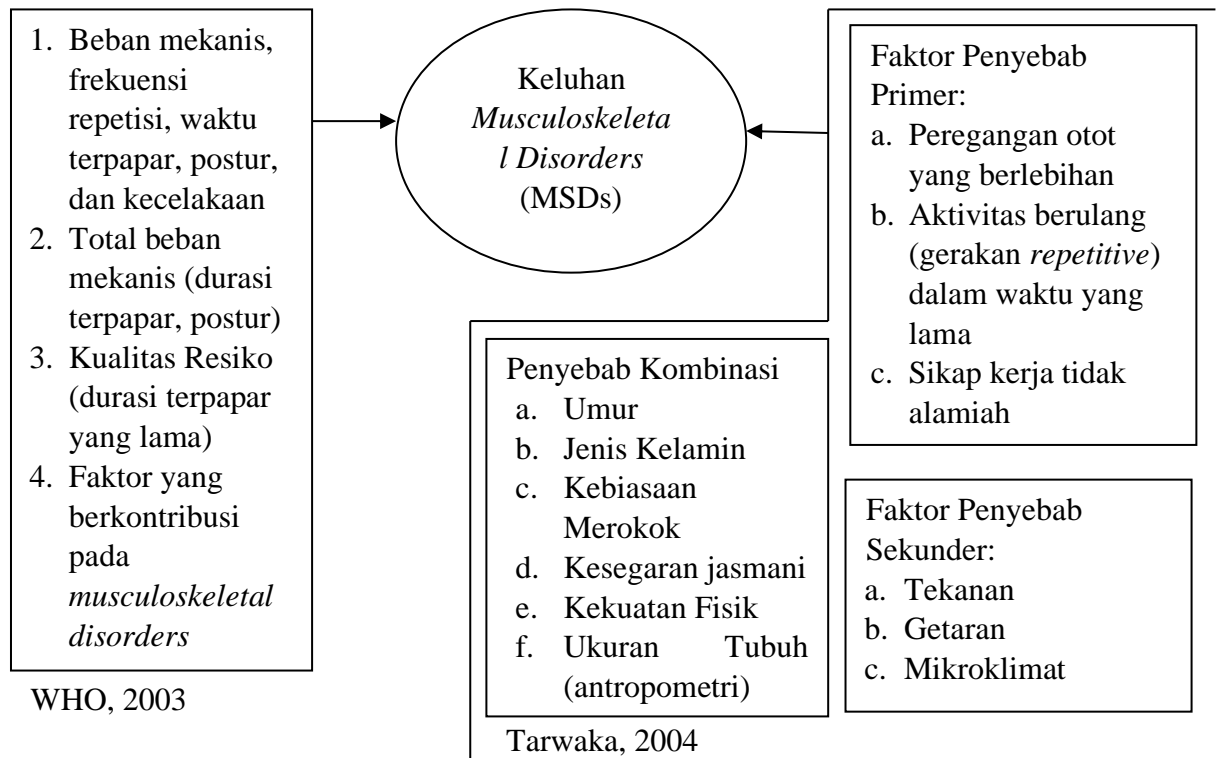 1. Beban mekanis,
frekuensi
repetisi, waktu
terpapar, postur,
dan kecelakaan
2. Total beban
mekanis (durasi
terpapar, postur)
3. Kualitas Resiko
(durasi terpapar
yang lama)
4. Faktor yang
berkontribusi
pada
musculoskeletal
disorders
WHO, 2003
Keluhan
Musculoskeleta
l Disorders
(MSDs)
Faktor Penyebab
Primer:
a. Peregangan otot
yang berlebihan
b. Aktivitas berulang
(gerakan repetitive)
dalam waktu yang
lama
c. Sikap kerja tidak
alamiah
Penyebab Kombinasi
a. Umur
b. Jenis Kelamin
c. Kebiasaan
Merokok
d. Kesegaran jasmani
e. Kekuatan Fisik
f. Ukuran Tubuh
(antropometri)
Faktor Penyebab
Sekunder:
a. Tekanan
b. Getaran
c. Mikroklimat
Tarwaka, 2004